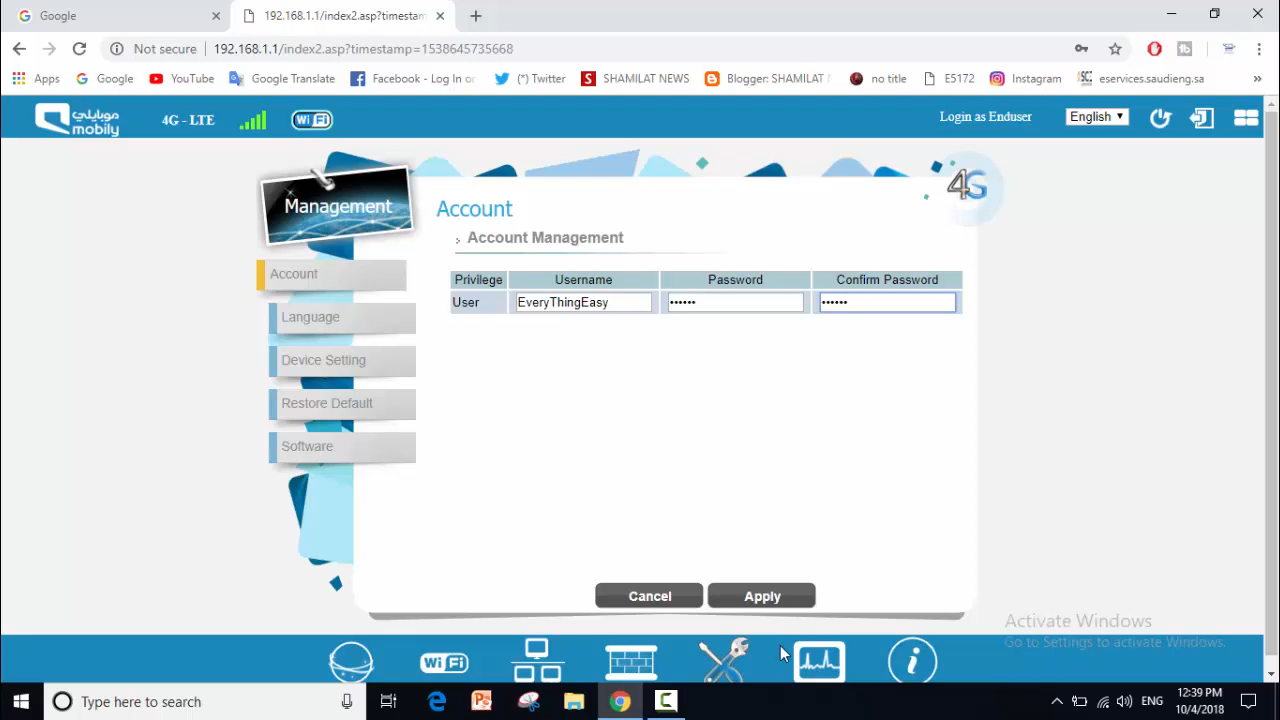 Google
192.168.1.1/index2.asp?timestam
Not secure
192.168.1.1/index2.asp?timestamp=1538645735668
Apps
Google
YouTube
Google Translate
Facebook - Log In or
(*) Twitter
SHAMILAT NEWS
Blogger: SHAMILAT
no title
E5172
Instagram
eservices.saudieng.sa
»
موبايلي
mobily
4G - LTE
WiFi
Login as Enduser
English
Management
4G
Account
Account Management
Privilege Username Password Confirm Password
User EveryThingEasy •••••• ••••••
Account
Language
Device Setting
Restore Default
Software
Cancel
Apply
Activate Windows
Go to Settings to activate Windows.
WiFi
i
Type here to search
ENG
12:39 PM
10/4/2018